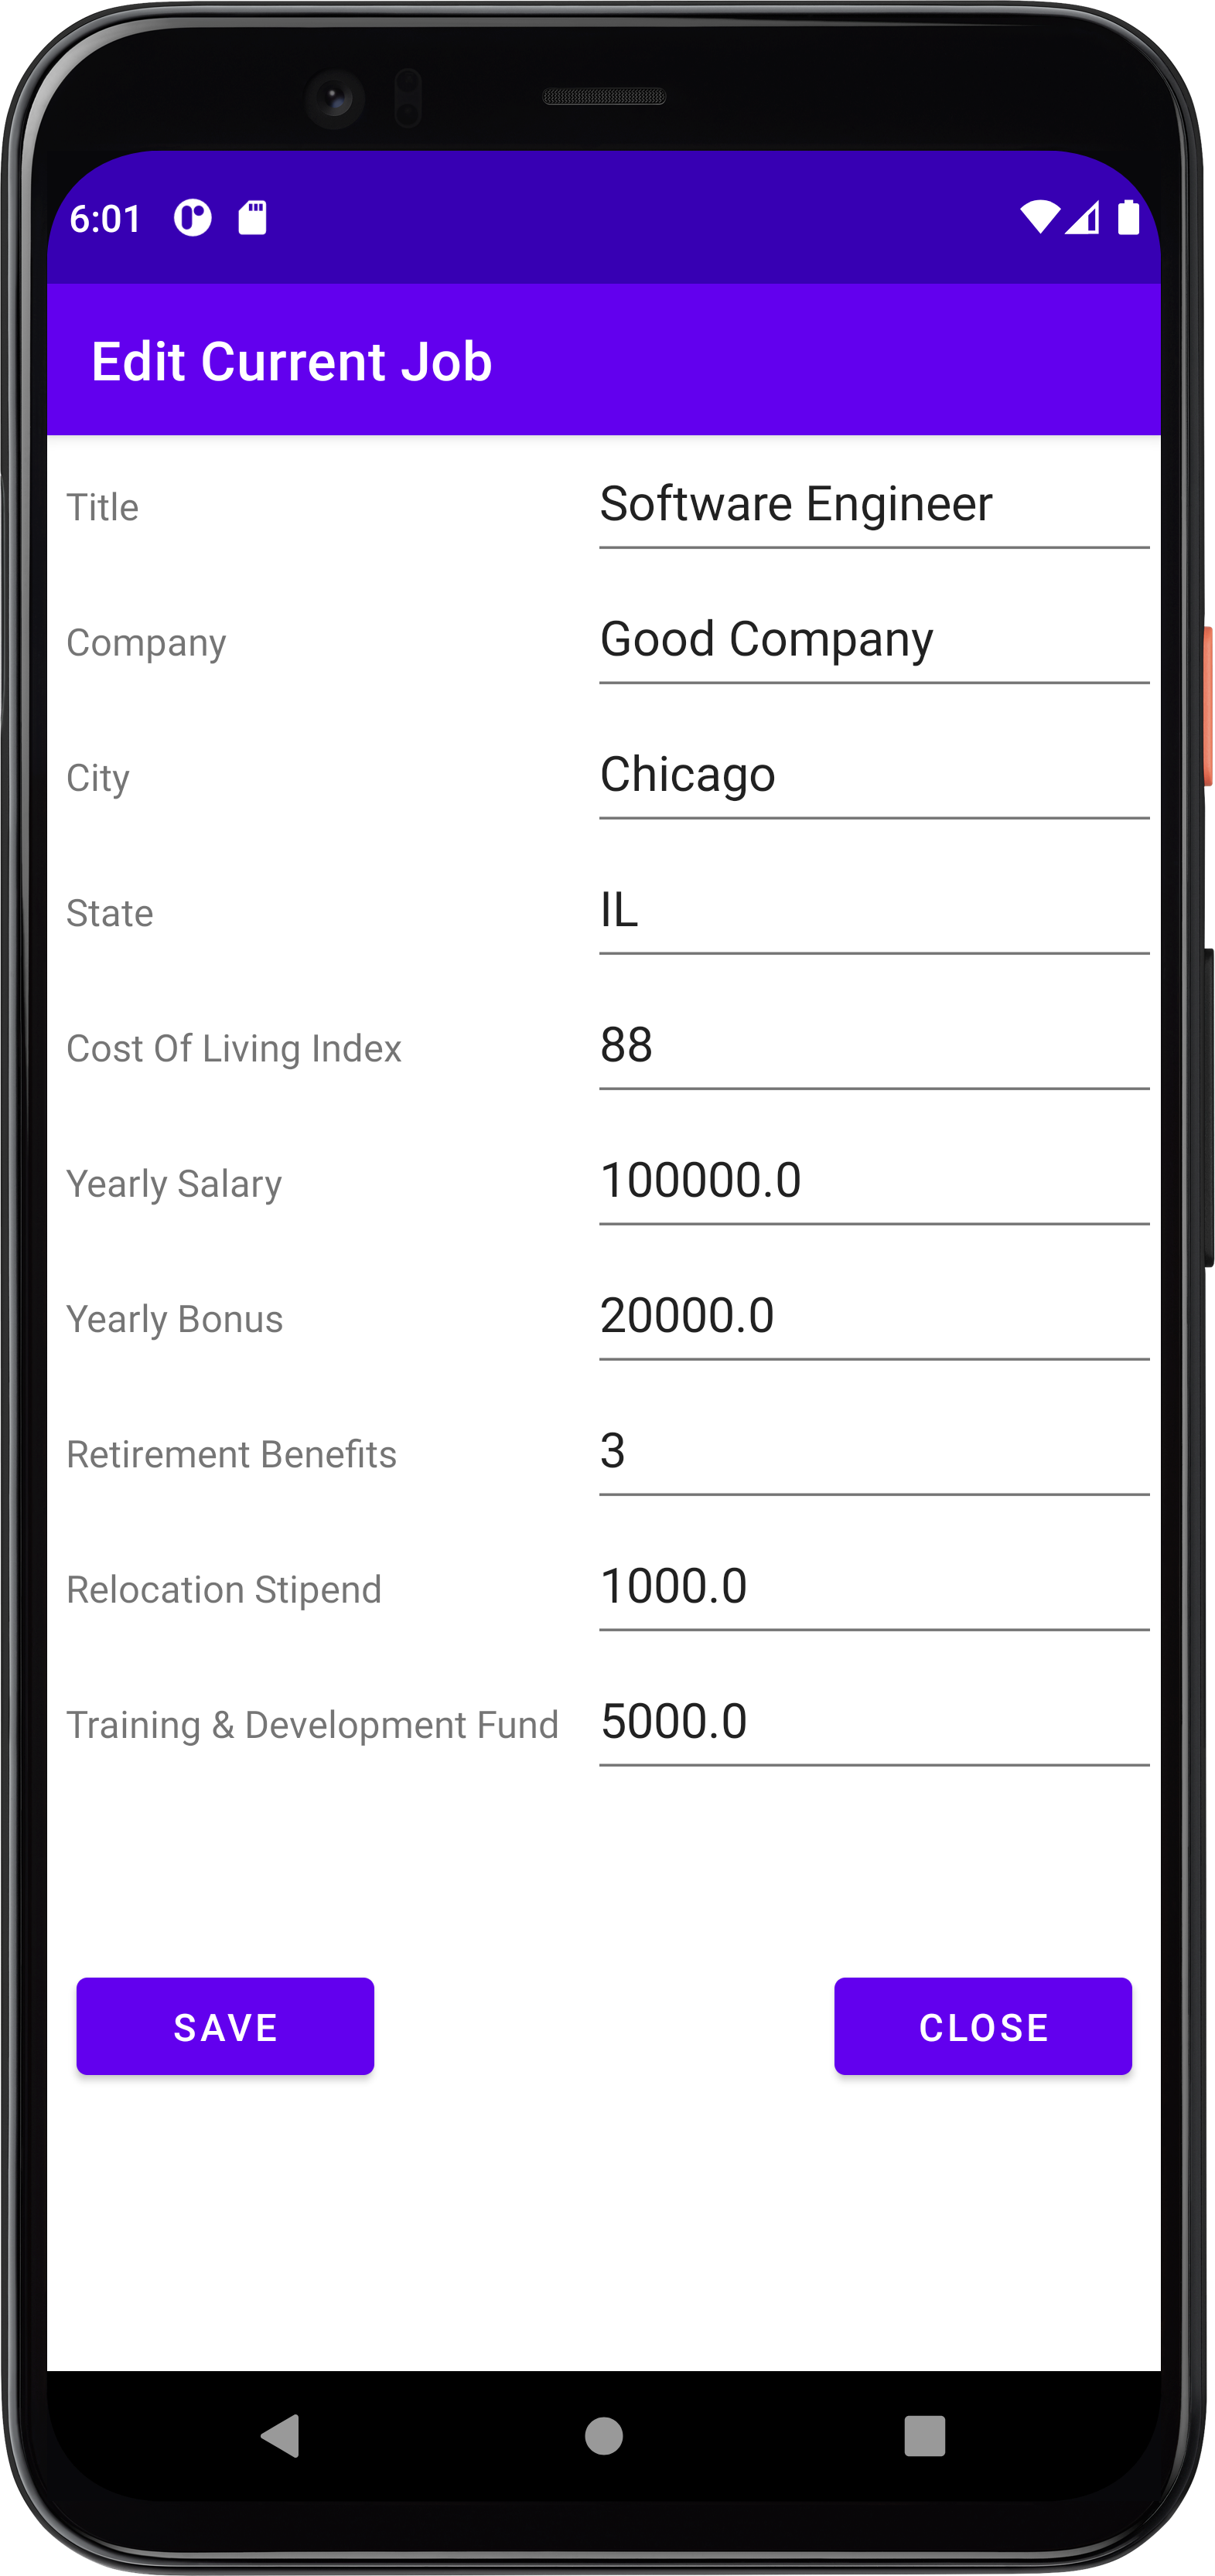 6:01
Edit Current Job
Title Software Engineer
Company Good Company
City Chicago
State IL
Cost Of Living Index 88
Yearly Salary 100000.0
Yearly Bonus 20000.0
Retirement Benefits 3
Relocation Stipend 1000.0
Training & Development Fund 5000.0
SAVE CLOSE